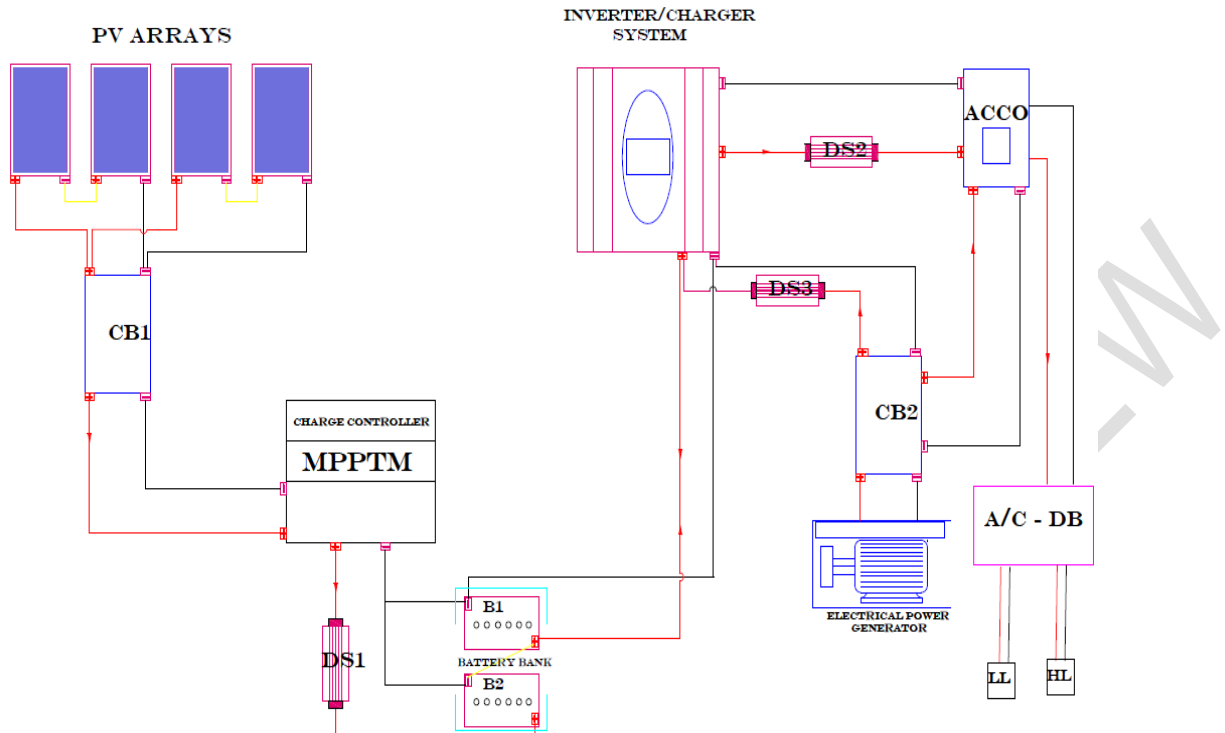 INVERTER/CHARGER
SYSTEM
PV ARRAYS
ACCO
DS2
DS3
CB1
CHARGE CONTROLLER
MPPTM
CB2
A/C - DB
B1
ELECTRICAL POWER
GENERATOR
DS1
BATTERY BANK
B2
LL
HL